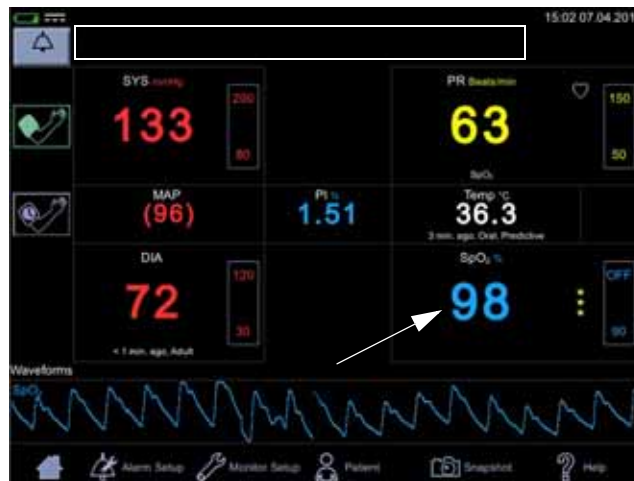 15:02 07.04.201
SYS mmHg
200
133
80
PR Beats/min
150
63
50
SpO₂
MAP
(96)
PI %
1.51
Temp °C
36.3
3 min. ago, Oral, Predictive
DIA
120
72
30
< 1 min. ago, Adult
SpO₂ %
OFF
98
90
Waveforms
SpO₂
Alarm Setup
Monitor Setup
Patient
Snapshot
Help